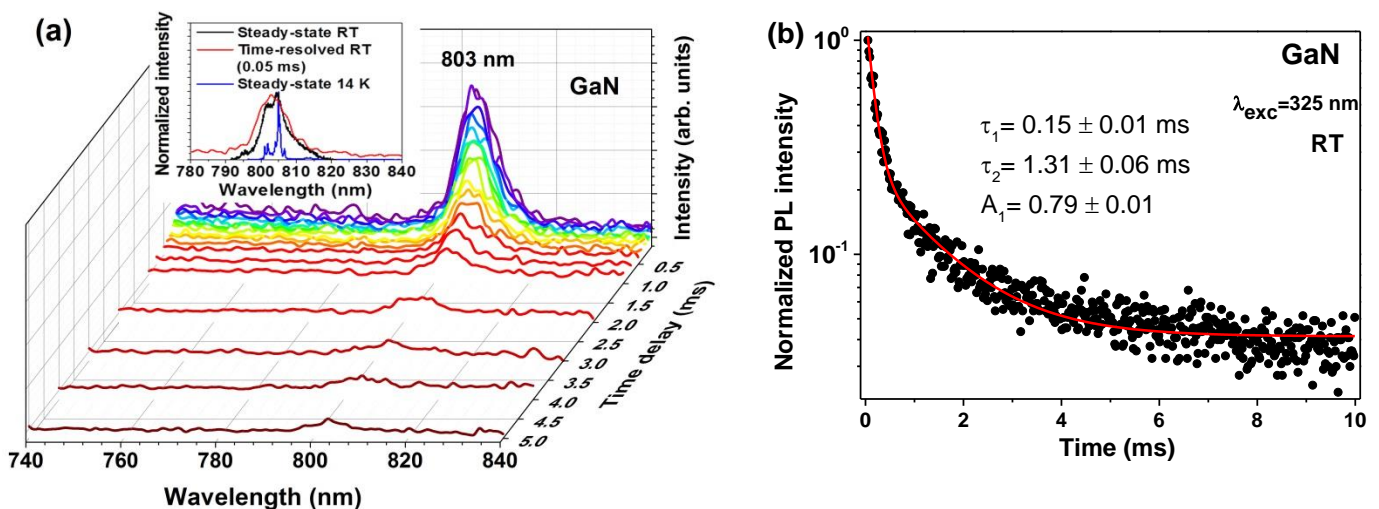 (a)
Steady-state RT
Time-resolved RT
(0.05 ms)
Steady-state 14 K
Normalized intensity
780 790 800 810 820 830 840
Wavelength (nm)
803 nm
GaN
Intensity (arb. units)
0.5
1.0
1.5
2.0
2.5
3.0
3.5
4.0
4.5
5.0
Time delay (ms)
740 760 780 800 820 840
Wavelength (nm)
(b)
10⁰
10⁻¹
Normalized PL intensity
GaN
λexc=325 nm
RT
τ₁= 0.15 ± 0.01 ms
τ₂= 1.31 ± 0.06 ms
A₁= 0.79 ± 0.01
0 2 4 6 8 10
Time (ms)